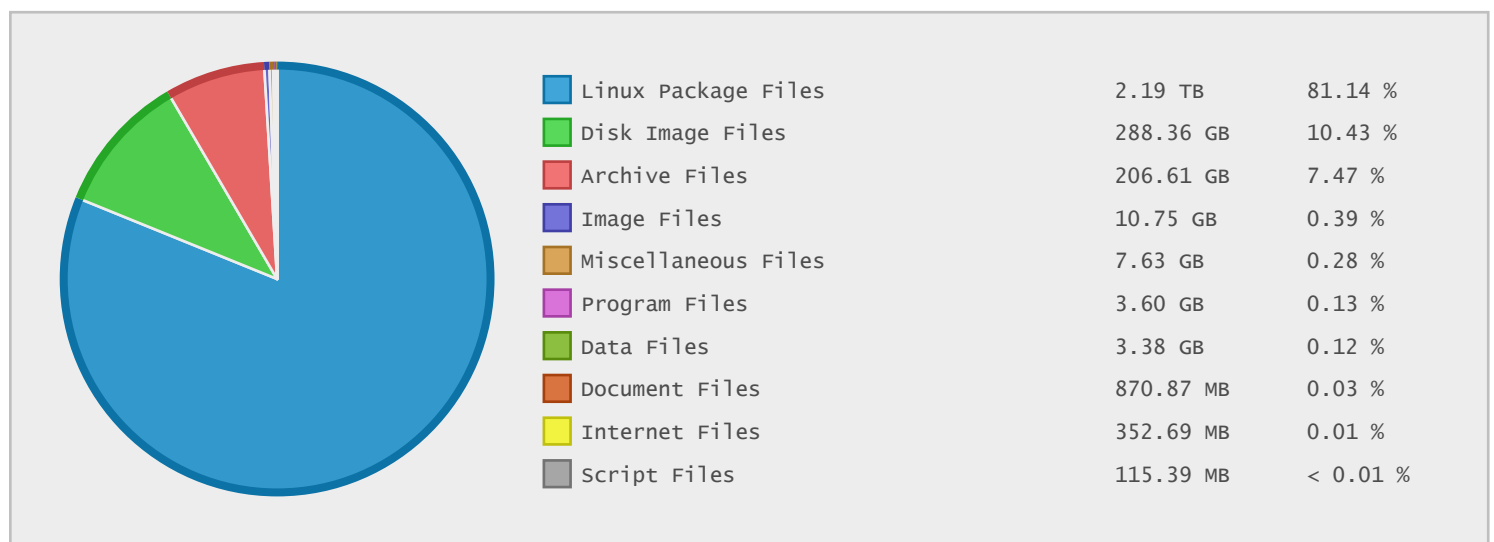 Linux Package Files 2.19 TB 81.14 %
Disk Image Files 288.36 GB 10.43 %
Archive Files 206.61 GB 7.47 %
Image Files 10.75 GB 0.39 %
Miscellaneous Files 7.63 GB 0.28 %
Program Files 3.60 GB 0.13 %
Data Files 3.38 GB 0.12 %
Document Files 870.87 MB 0.03 %
Internet Files 352.69 MB 0.01 %
Script Files 115.39 MB < 0.01 %